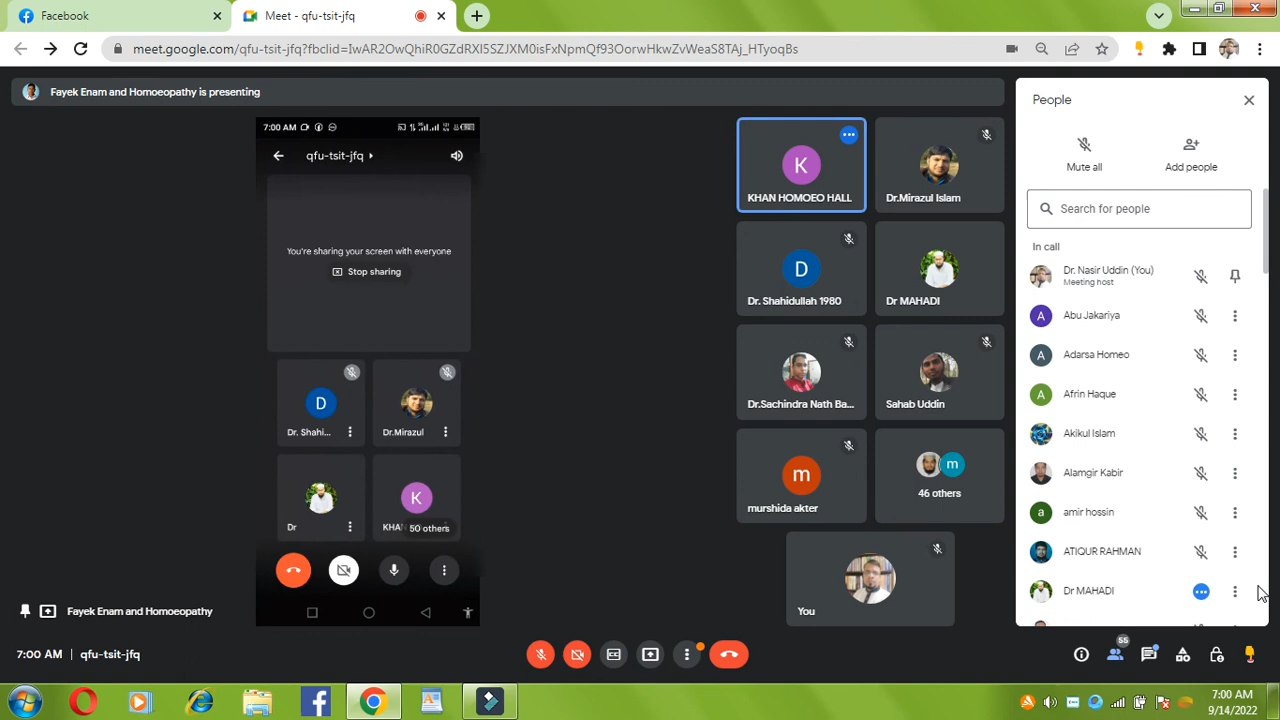 Facebook
Meet - qfu-tsit-jfq
meet.google.com/qfu-tsit-jfq?fbclid=IwAR2OwQhiR0GZdRXI5SZJXM0isFxNpmQf93OorwHkwZvWeaS8TAj_HTyoqBs
Fayek Enam and Homoeopathy is presenting
7:00 AM
qfu-tsit-jfq
You're sharing your screen with everyone
Stop sharing
D
Dr. Shahi...
Dr.Mirazul
Dr
K
KHAN
50 others
K
KHAN HOMOEO HALL
Dr.Mirazul Islam
D
Dr. Shahidullah 1980
Dr MAHADI
Dr.Sachindra Nath Ba...
Sahab Uddin
m
murshida akter
m
46 others
You
People
Mute all
Add people
Search for people
In call
Dr. Nasir Uddin (You)
Meeting host
A
Abu Jakariya
A
Adarsa Homeo
A
Afrin Haque
Akikul Islam
Alamgir Kabir
a
amir hossin
ATIQUR RAHMAN
Dr MAHADI
Fayek Enam and Homoeopathy
7:00 AM
qfu-tsit-jfq
CC
55
7:00 AM
9/14/2022